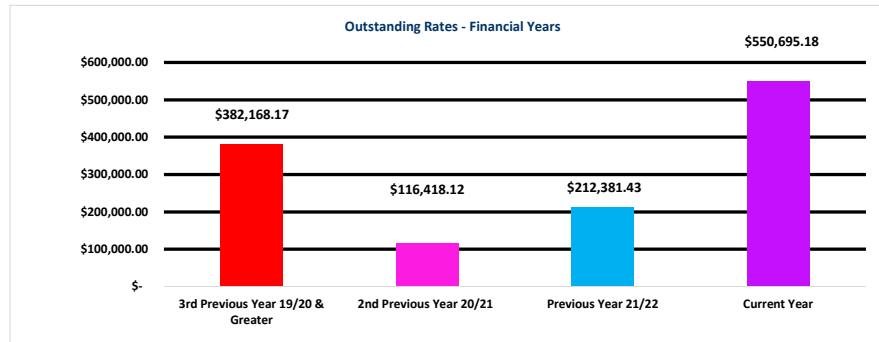 Outstanding Rates - Financial Years
$550,695.18
$600,000.00
$500,000.00
$382,168.17
$400,000.00
$300,000.00
$116,418.12
$212,381.43
$200,000.00
$100,000.00
$-
3rd Previous Year 19/20 &
Greater
2nd Previous Year 20/21
Previous Year 21/22
Current Year